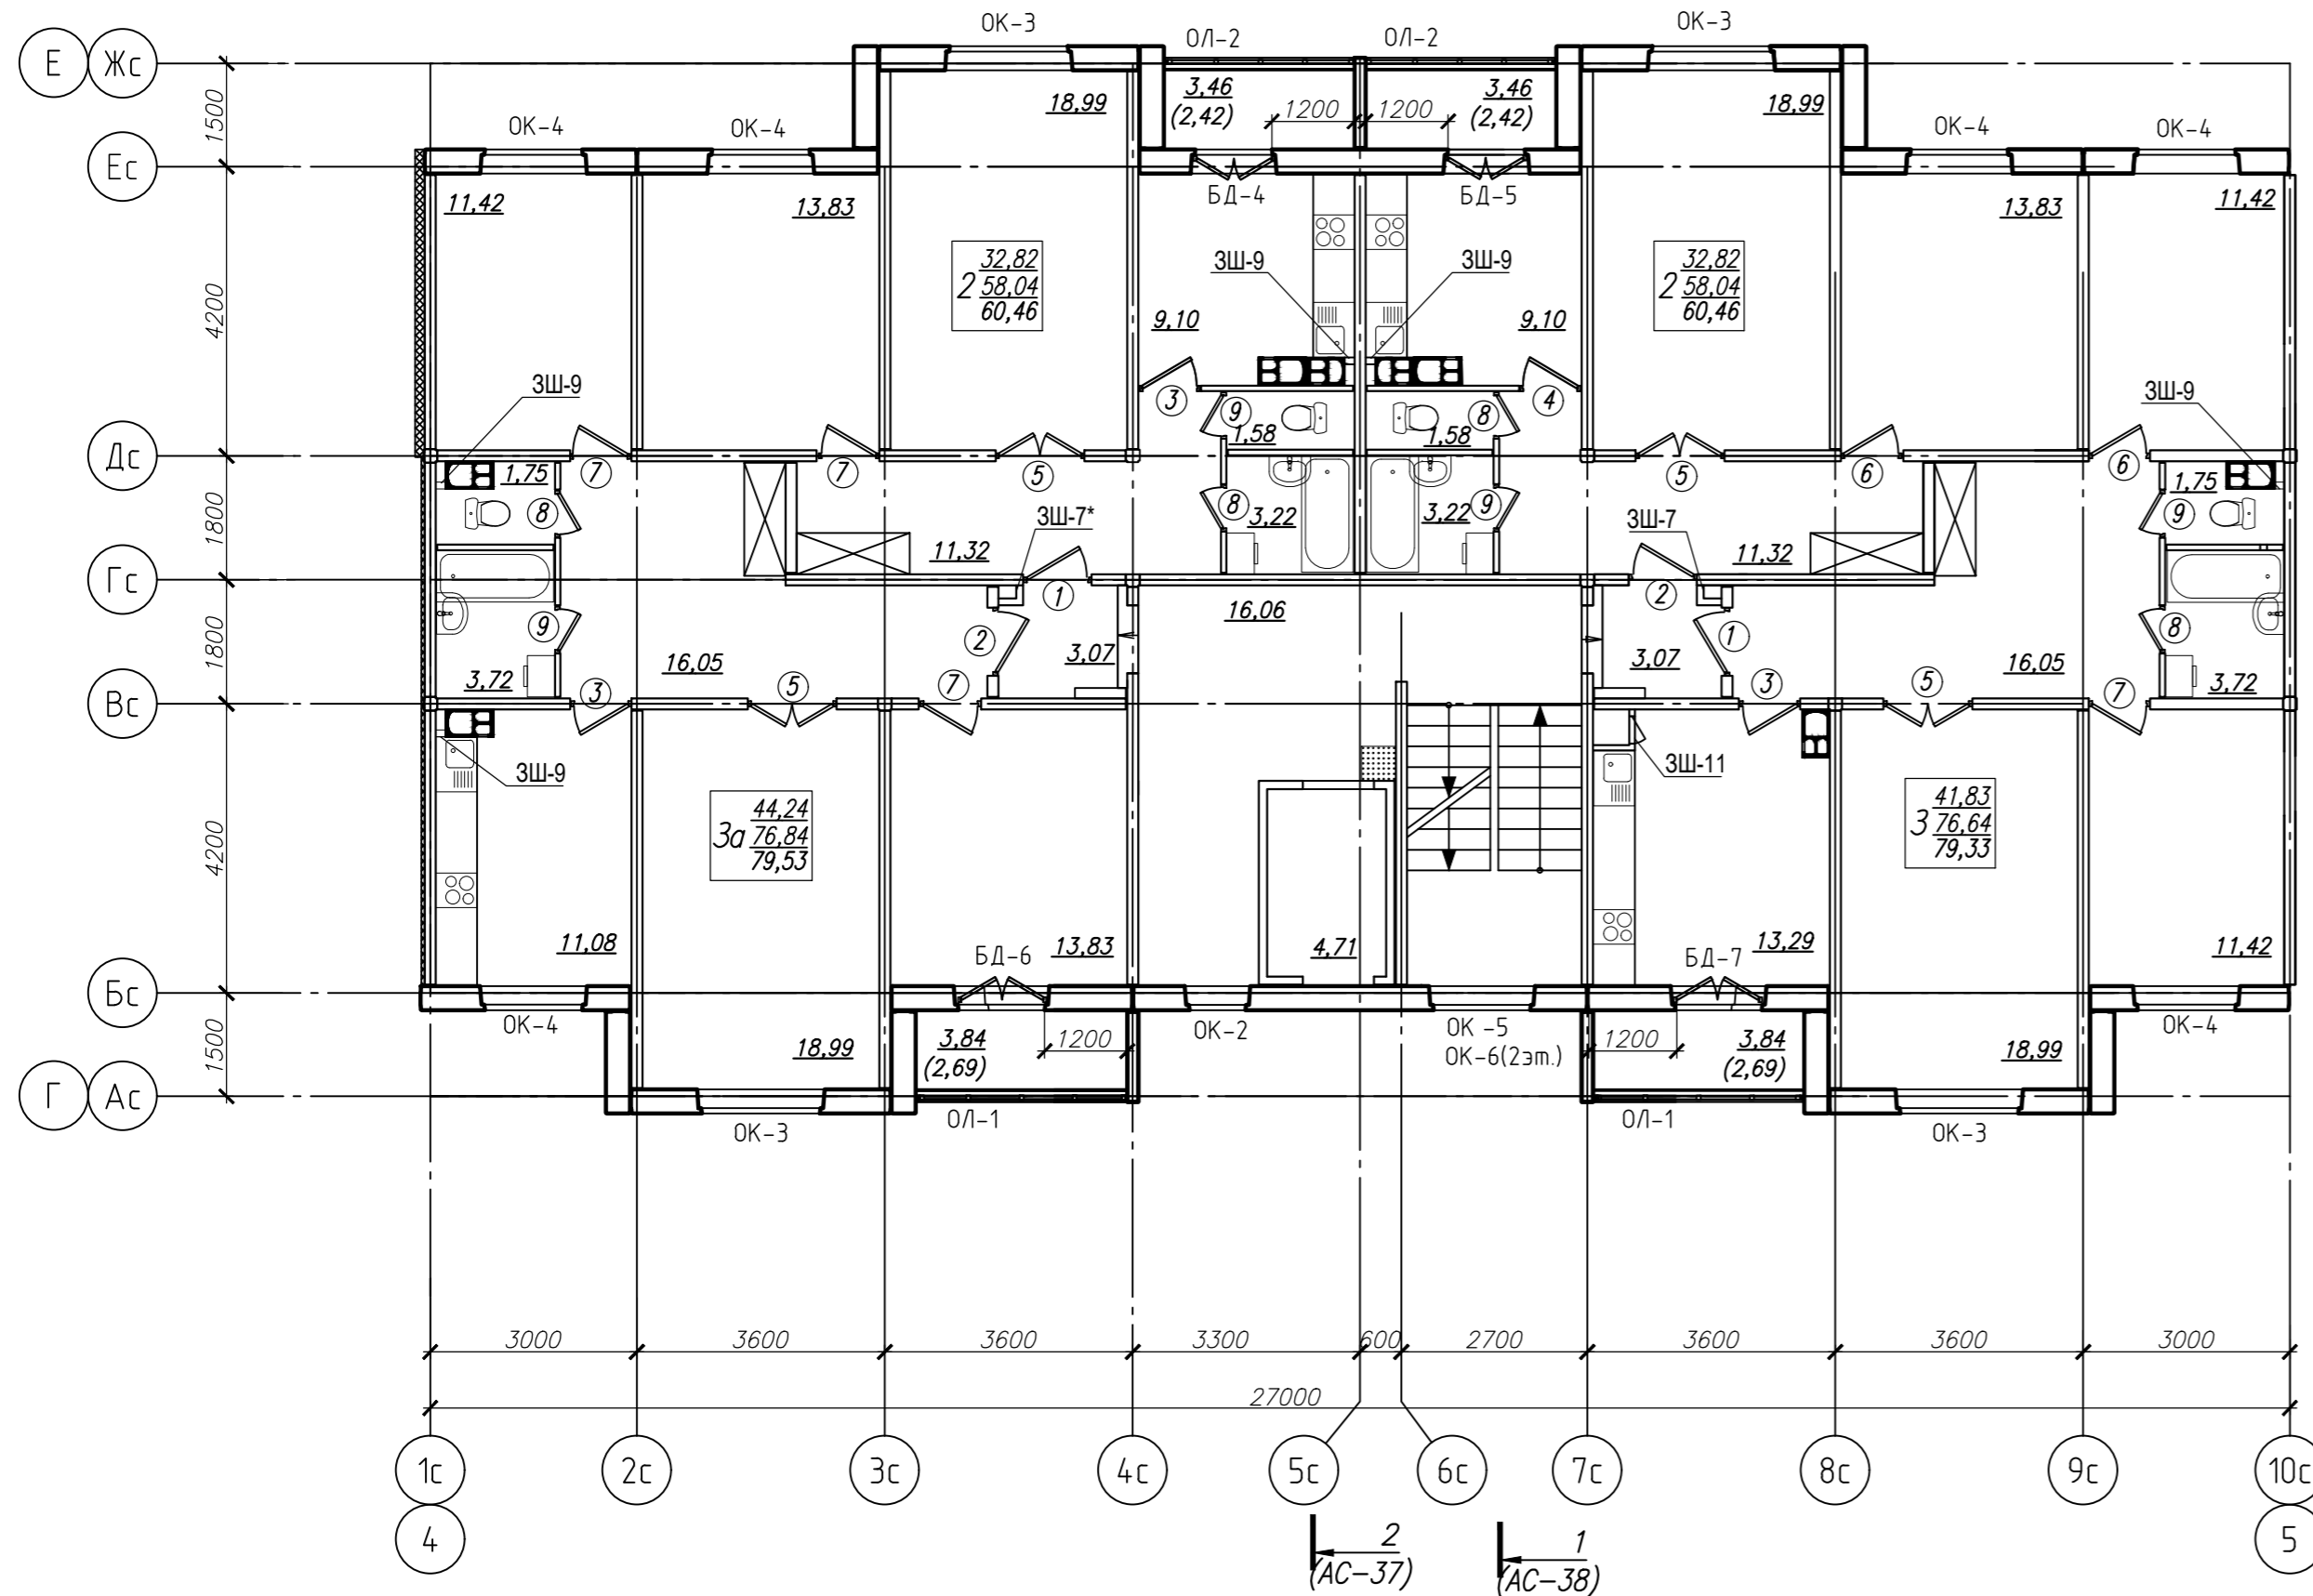 ОК-3
ОЛ-2
ОЛ-2
ОК-3
Е
Жс
18,99
3,46
(2,42)
1200
1200
3,46
(2,42)
18,99
1500
ОК-4
ОК-4
ОК-4
ОК-4
Ес
11,42
13,83
БД-4
БД-5
13,83
11,42
4200
2
32,82
58,04
60,46
ЗШ-9
ЗШ-9
2
32,82
58,04
60,46
9,10
9,10
ЗШ-9
3
9
8
4
ЗШ-9
1,58
1,58
Дс
7
7
5
5
6
6
1,75
1,75
8
8
9
9
1800
3,22
3,22
ЗШ-7*
ЗШ-7
11,32
11,32
Гс
1
2
16,06
9
2
1
8
1800
16,05
3,07
3,07
16,05
3,72
3
5
7
3
5
7
3,72
Вс
ЗШ-9
ЗШ-11
4200
3а
44,24
76,84
79,53
3
41,83
76,64
79,33
11,08
БД-6
13,83
4,71
БД-7
13,29
11,42
Бс
ОК-4
ОК-2
ОК -5
ОК-6(2эт.)
ОК-4
1500
18,99
3,84
(2,69)
1200
1200
3,84
(2,69)
18,99
Г
Ас
ОК-3
ОЛ-1
ОЛ-1
ОК-3
3000
3600
3600
3300
600
2700
3600
3600
3000
27000
1с
2с
3с
4с
5с
6с
7с
8с
9с
10с
4
5
2
(АС-37)
1
(АС-38)